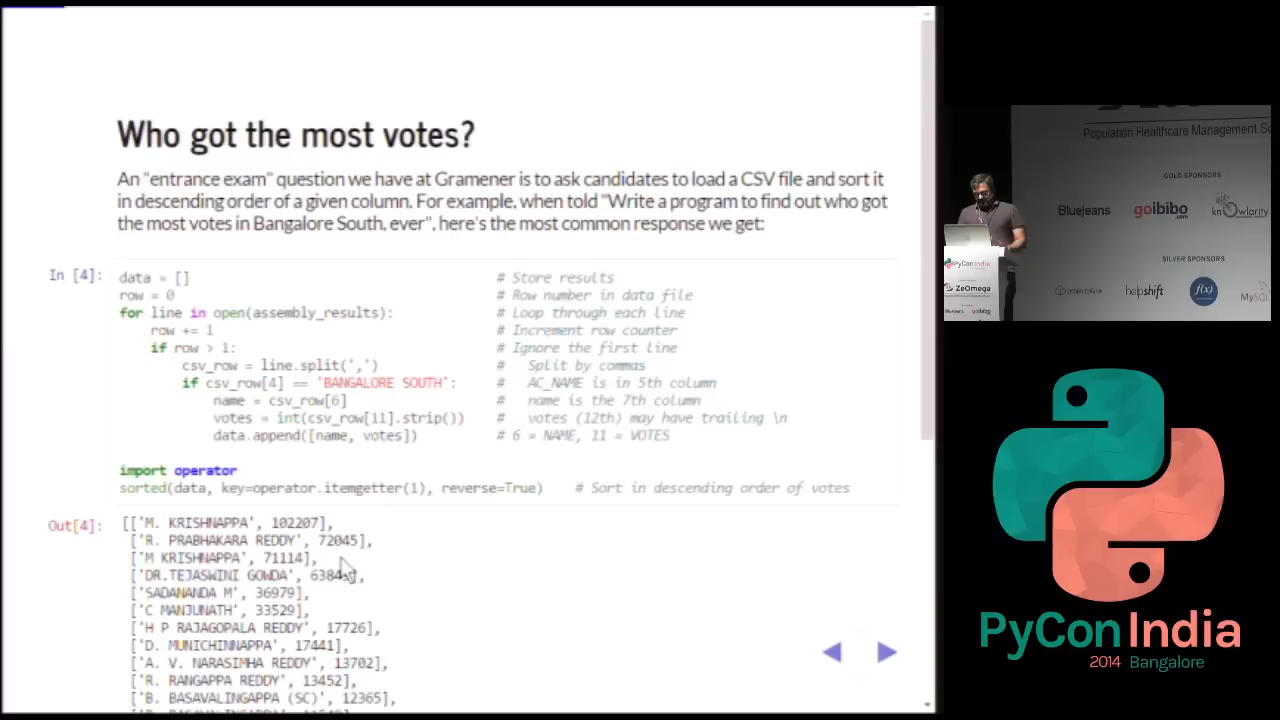 Who got the most votes?
An "entrance exam" question we have at Gramener is to ask candidates to load a CSV file and sort it
in descending order of a given column. For example, when told "Write a program to find out who got
the most votes in Bangalore South, ever", here's the most common response we get:
In [4]:
data = [] # Store results
row = 0 # Row number in data file
for line in open(assembly_results): # Loop through each line
row += 1 # Increment row counter
if row > 1: # Ignore the first line
csv_row = line.split(',') # Split by commas
if csv_row[4] == 'BANGALORE SOUTH': # AC_NAME is in 5th column
name = csv_row[6] # name is the 7th column
votes = int(csv_row[11].strip()) # votes (12th) may have trailing \n
data.append([name, votes]) # 6 = NAME, 11 = VOTES
import operator
sorted(data, key=operator.itemgetter(1), reverse=True) # Sort in descending order of votes
Out[4]:
[['M. KRISHNAPPA', 102207],
['R. PRABHAKARA REDDY', 72045],
['M KRISHNAPPA', 71114],
['DR.TEJASWINI GOWDA',
['SADANANDA M', 36979],
['C MANJUNATH', 33529],
['H P RAJAGOPALA REDDY', 17726],
['D. MUNICHINNAPPA', 17441],
['A. V. NARASIMHA REDDY', 13702],
['R. RANGAPPA REDDY', 13452],
['B. BASAVALINGAPPA (SC)', 12365],
Population Healthcare Management
GOLD SPONSORS
BlueJeans
goibibo.com
knowlarity
SILVER SPONSORS
helpshift
f(x)
MySQL
PyCon India
ZeOmega
BlueJeans goibibo
PyCon India
2014 Bangalore